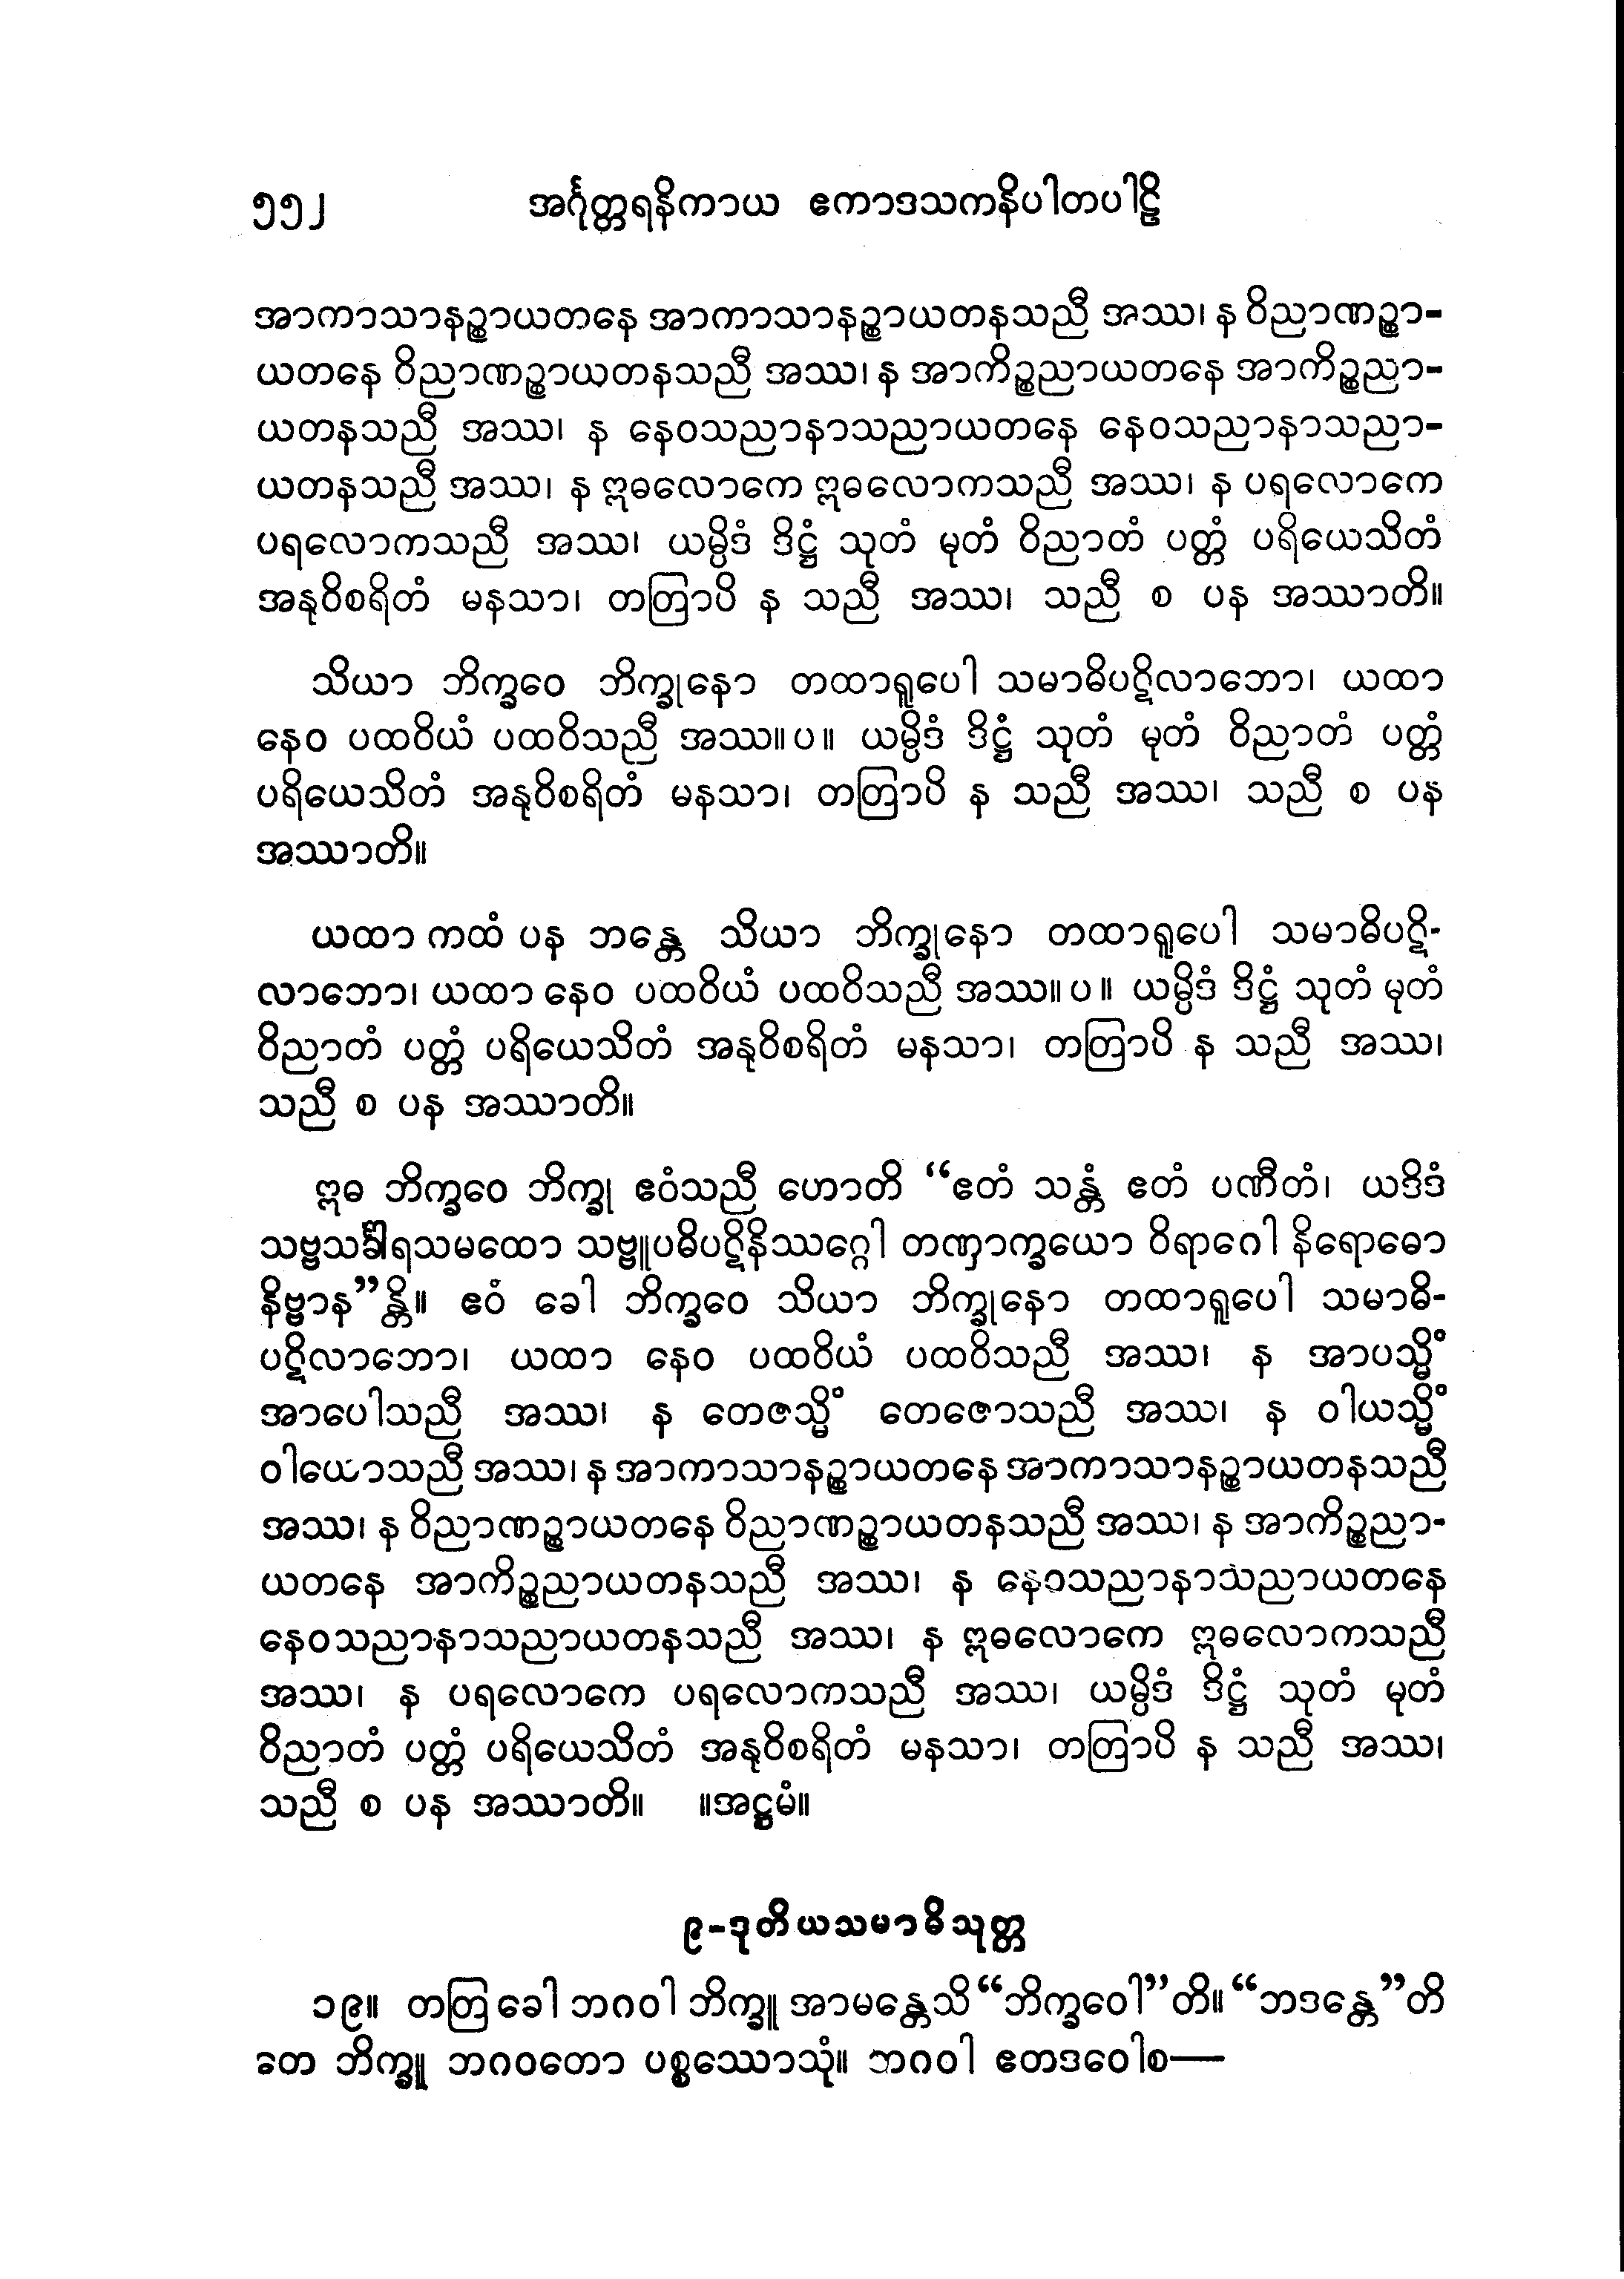 ၅၅၂ အင်္ဂုတ္တရနိကာယ ဧကာဒသကနိပါတပါဠိ
အာကာသာနဉ္စာယတနေ အာကာသာနဉ္စာယတနသညီ အဿ၊ န ဝိညာဏဉ္စာ-
ယတနေ ဝိညာဏဉ္စာယတနသညီ အဿ၊ န အာကိဉ္စညာယတနေ အာကိဉ္စညာ-
ယတနသညီ အဿ၊ န နေဝသညာနာသညာယတနေ နေဝသညာနာသညာ-
ယတနသညီ အဿ၊ န ဣဓလောကေ ဣဓလောကသညီ အဿ၊ န ပရလောကေ
ပရလောကသညီ အဿ၊ ယမ္ပိဒံ ဒိဋ္ဌံ သုတံ မုတံ ဝိညာတံ ပတ္တံ ပရိယေသိတံ
အနုဝိစရိတံ မနသာ၊ တတြာပိ န သညီ အဿ၊ သညီ စ ပန အဿာတိ။
သိယာ ဘိက္ခဝေ ဘိက္ခုနော တထာရူပေါ သမာဓိပဋိလာဘော၊ ယထာ
နေဝ ပထဝိယံ ပထဝိသညီ အဿ။ပ။ ယမ္ပိဒံ ဒိဋ္ဌံ သုတံ မုတံ ဝိညာတံ ပတ္တံ
ပရိယေသိတံ အနုဝိစရိတံ မနသာ၊ တတြာပိ န သညီ အဿ၊ သညီ စ ပန
အဿာတိ။
ယထာ ကထံ ပန ဘန္တေ သိယာ ဘိက္ခုနော တထာရူပေါ သမာဓိပဋိ-
လာဘော၊ ယထာ နေဝ ပထဝိယံ ပထဝိသညီ အဿ။ပ။ ယမ္ပိဒံ ဒိဋ္ဌံ သုတံ မုတံ
ဝိညာတံ ပတ္တံ ပရိယေသိတံ အနုဝိစရိတံ မနသာ၊ တတြာပိ န သညီ အဿ၊
သညီ စ ပန အဿာတိ။
ဣဓ ဘိက္ခဝေ ဘိက္ခု ဧဝံသညီ ဟောတိ “ဧတံ သန္တံ ဧတံ ပဏီတံ၊ ယဒိဒံ
သဗ္ဗသင်္ခါရသမထော သဗ္ဗူပဓိပဋိနိဿဂ္ဂေါ တဏှာက္ခယော ဝိရာဂေါ နိရောဓော
နိဗ္ဗာန”န္တိ။ ဧဝံ ခေါ ဘိက္ခဝေ သိယာ ဘိက္ခုနော တထာရူပေါ သမာဓိ-
ပဋိလာဘော၊ ယထာ နေဝ ပထဝိယံ ပထဝိသညီ အဿ၊ န အာပသ္မိံ
အာပေါသညီ အဿ၊ န တေဇသ္မိံ တေဇောသညီ အဿ၊ န ဝါယသ္မိံ
ဝါယောသညီ အဿ၊ န အာကာသာနဉ္စာယတနေ အာကာသာနဉ္စာယတနသညီ
အဿ၊ န ဝိညာဏဉ္စာယတနေ ဝိညာဏဉ္စာယတနသညီ အဿ၊ န အာကိဉ္စညာ-
ယတနေ အာကိဉ္စညာယတနသညီ အဿ၊ န နေဝသညာနာသညာယတနေ
နေဝသညာနာသညာယတနသညီ အဿ၊ န ဣဓလောကေ ဣဓလောကသညီ
အဿ၊ န ပရလောကေ ပရလောကသညီ အဿ၊ ယမ္ပိဒံ ဒိဋ္ဌံ သုတံ မုတံ
ဝိညာတံ ပတ္တံ ပရိယေသိတံ အနုဝိစရိတံ မနသာ၊ တတြာပိ န သညီ အဿ၊
သညီ စ ပန အဿာတိ။ ။အဋ္ဌမံ။
၉-ဒုတိယသမာဓိသုတ္တ
၁၉။ တတြ ခေါ ဘဂဝါ ဘိက္ခူ အာမန္တေသိ “ဘိက္ခဝေါ”တိ။ “ဘဒန္တေ”တိ
တေ ဘိက္ခူ ဘဂဝတော ပစ္စဿောသုံ။ ဘဂဝါ ဧတဒဝေါစ—